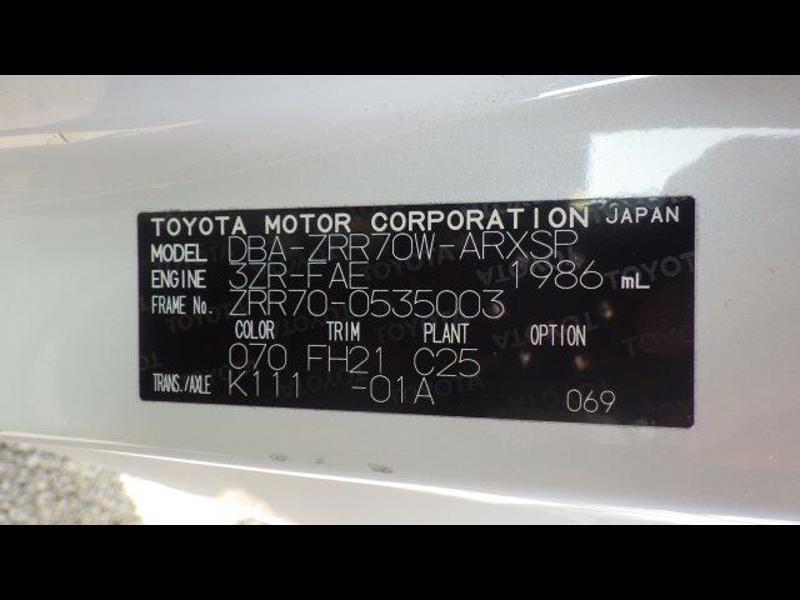 TOYOTA MOTOR CORPORATION JAPAN
MODEL DBA-ZRR70W-ARXSP
ENGINE 3ZR-FAE 1986 mL
FRAME No. ZRR70-0535003
COLOR TRIM PLANT OPTION
070 FH21 C25
TRANS./AXLE K111 -01A 069